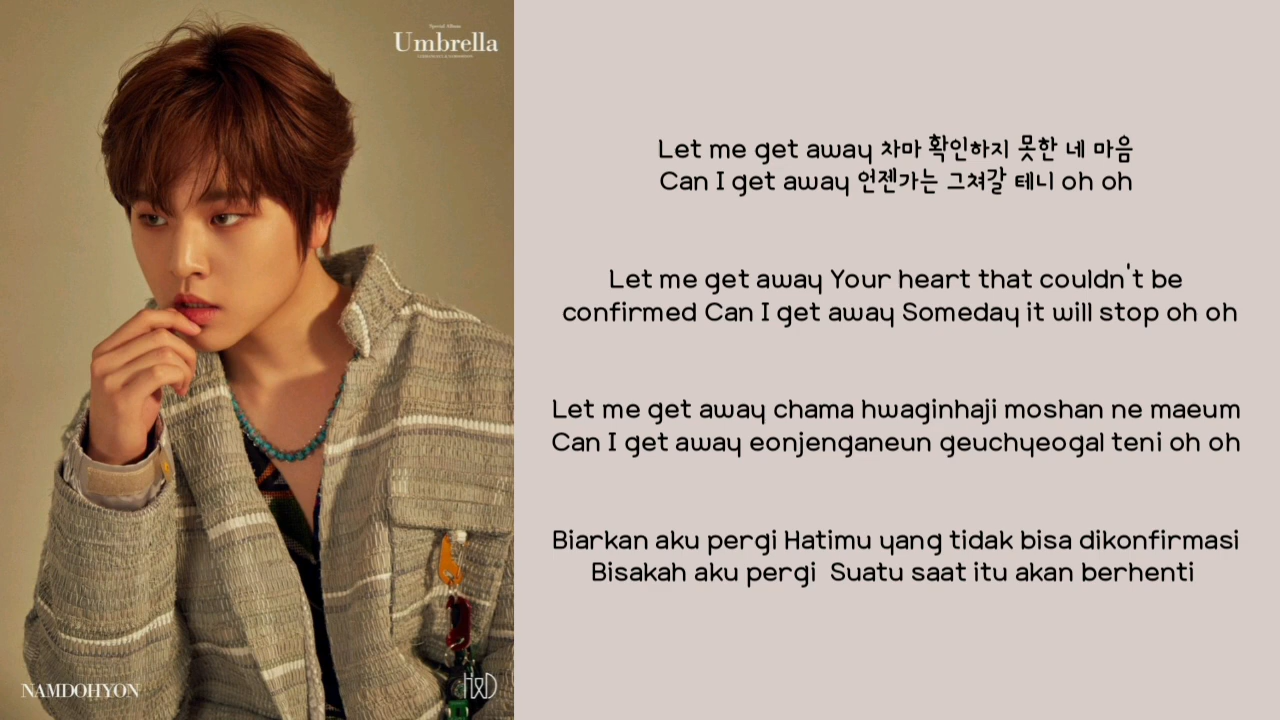 Special Album
Umbrella
NAMDOHYON
H&D
Let me get away 차마 확인하지 못한 네 마음
Can I get away 언젠가는 그쳐갈 테니 oh oh
Let me get away Your heart that couldn't be
confirmed Can I get away Someday it will stop oh oh
Let me get away chama hwaginhaji moshan ne maeum
Can I get away eonjenganeun geuchyeogal teni oh oh
Biarkan aku pergi Hatimu yang tidak bisa dikonfirmasi
Bisakah aku pergi Suatu saat itu akan berhenti